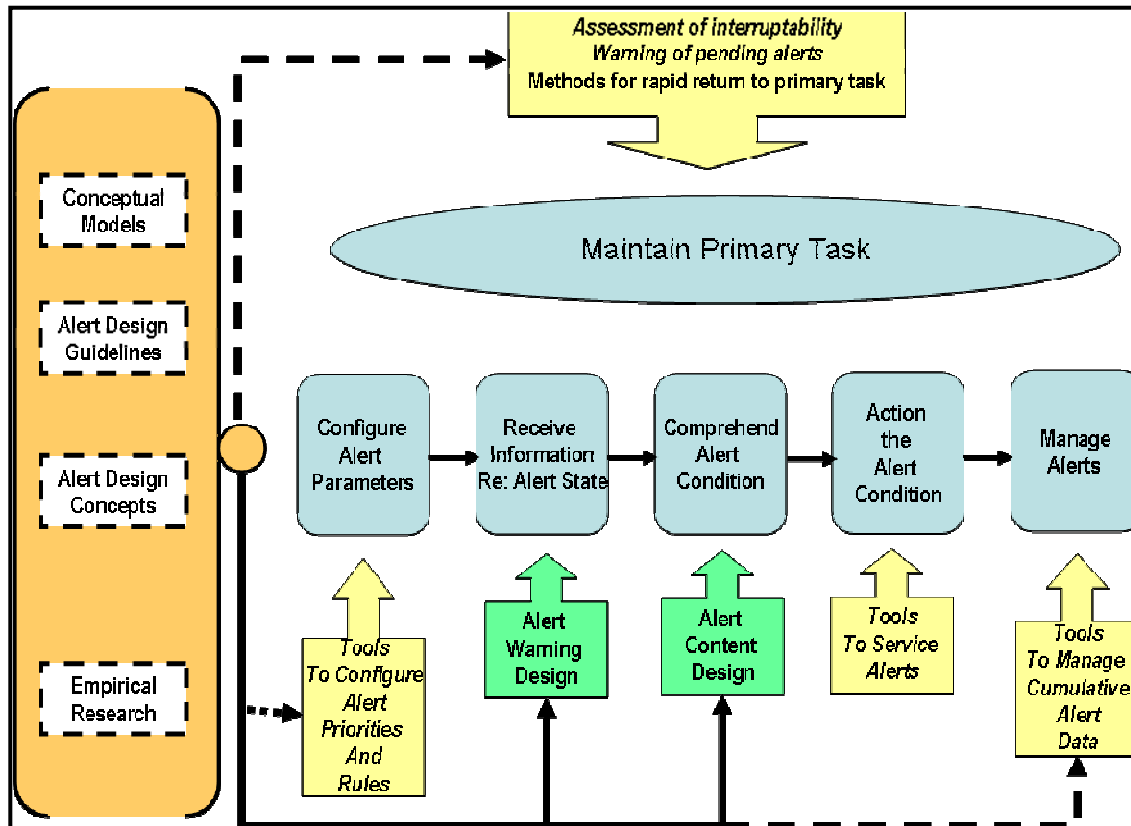 Assessment of interruptability
Warning of pending alerts
Methods for rapid return to primary task
Maintain Primary Task
Conceptual
Models
Alert Design
Guidelines
Alert Design
Concepts
Empirical
Research
Configure
Alert
Parameters
Receive
Information
Re: Alert State
Comprehend
Alert
Condition
Action
the
Alert
Condition
Manage
Alerts
Tools
To Configure
Alert
Priorities
And
Rules
Alert
Warning
Design
Alert
Content
Design
Tools
To Service
Alerts
Tools
To Manage
Cumulative
Alert
Data